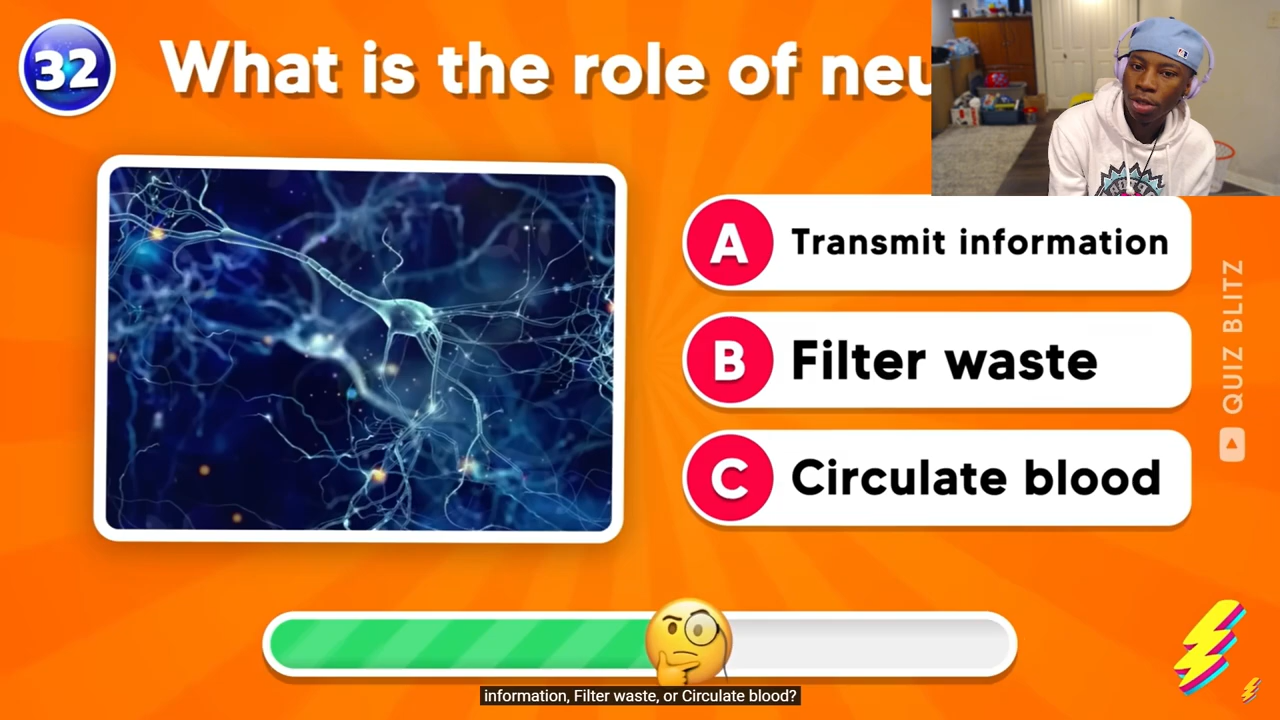 32
What is the role of neu
A Transmit information
B Filter waste
C Circulate blood
QUIZ BLITZ
information, Filter waste, or Circulate blood?